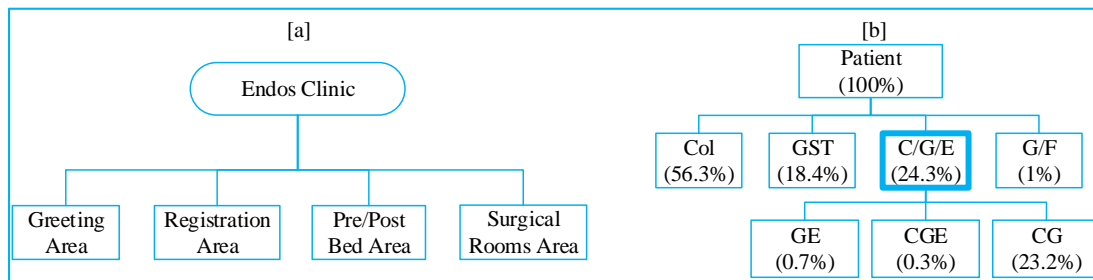 [a]
Endos Clinic
Greeting
Area
Registration
Area
Pre/Post
Bed Area
Surgical
Rooms Area
[b]
Patient
(100%)
Col
(56.3%)
GST
(18.4%)
C/G/E
(24.3%)
G/F
(1%)
GE
(0.7%)
CGE
(0.3%)
CG
(23.2%)